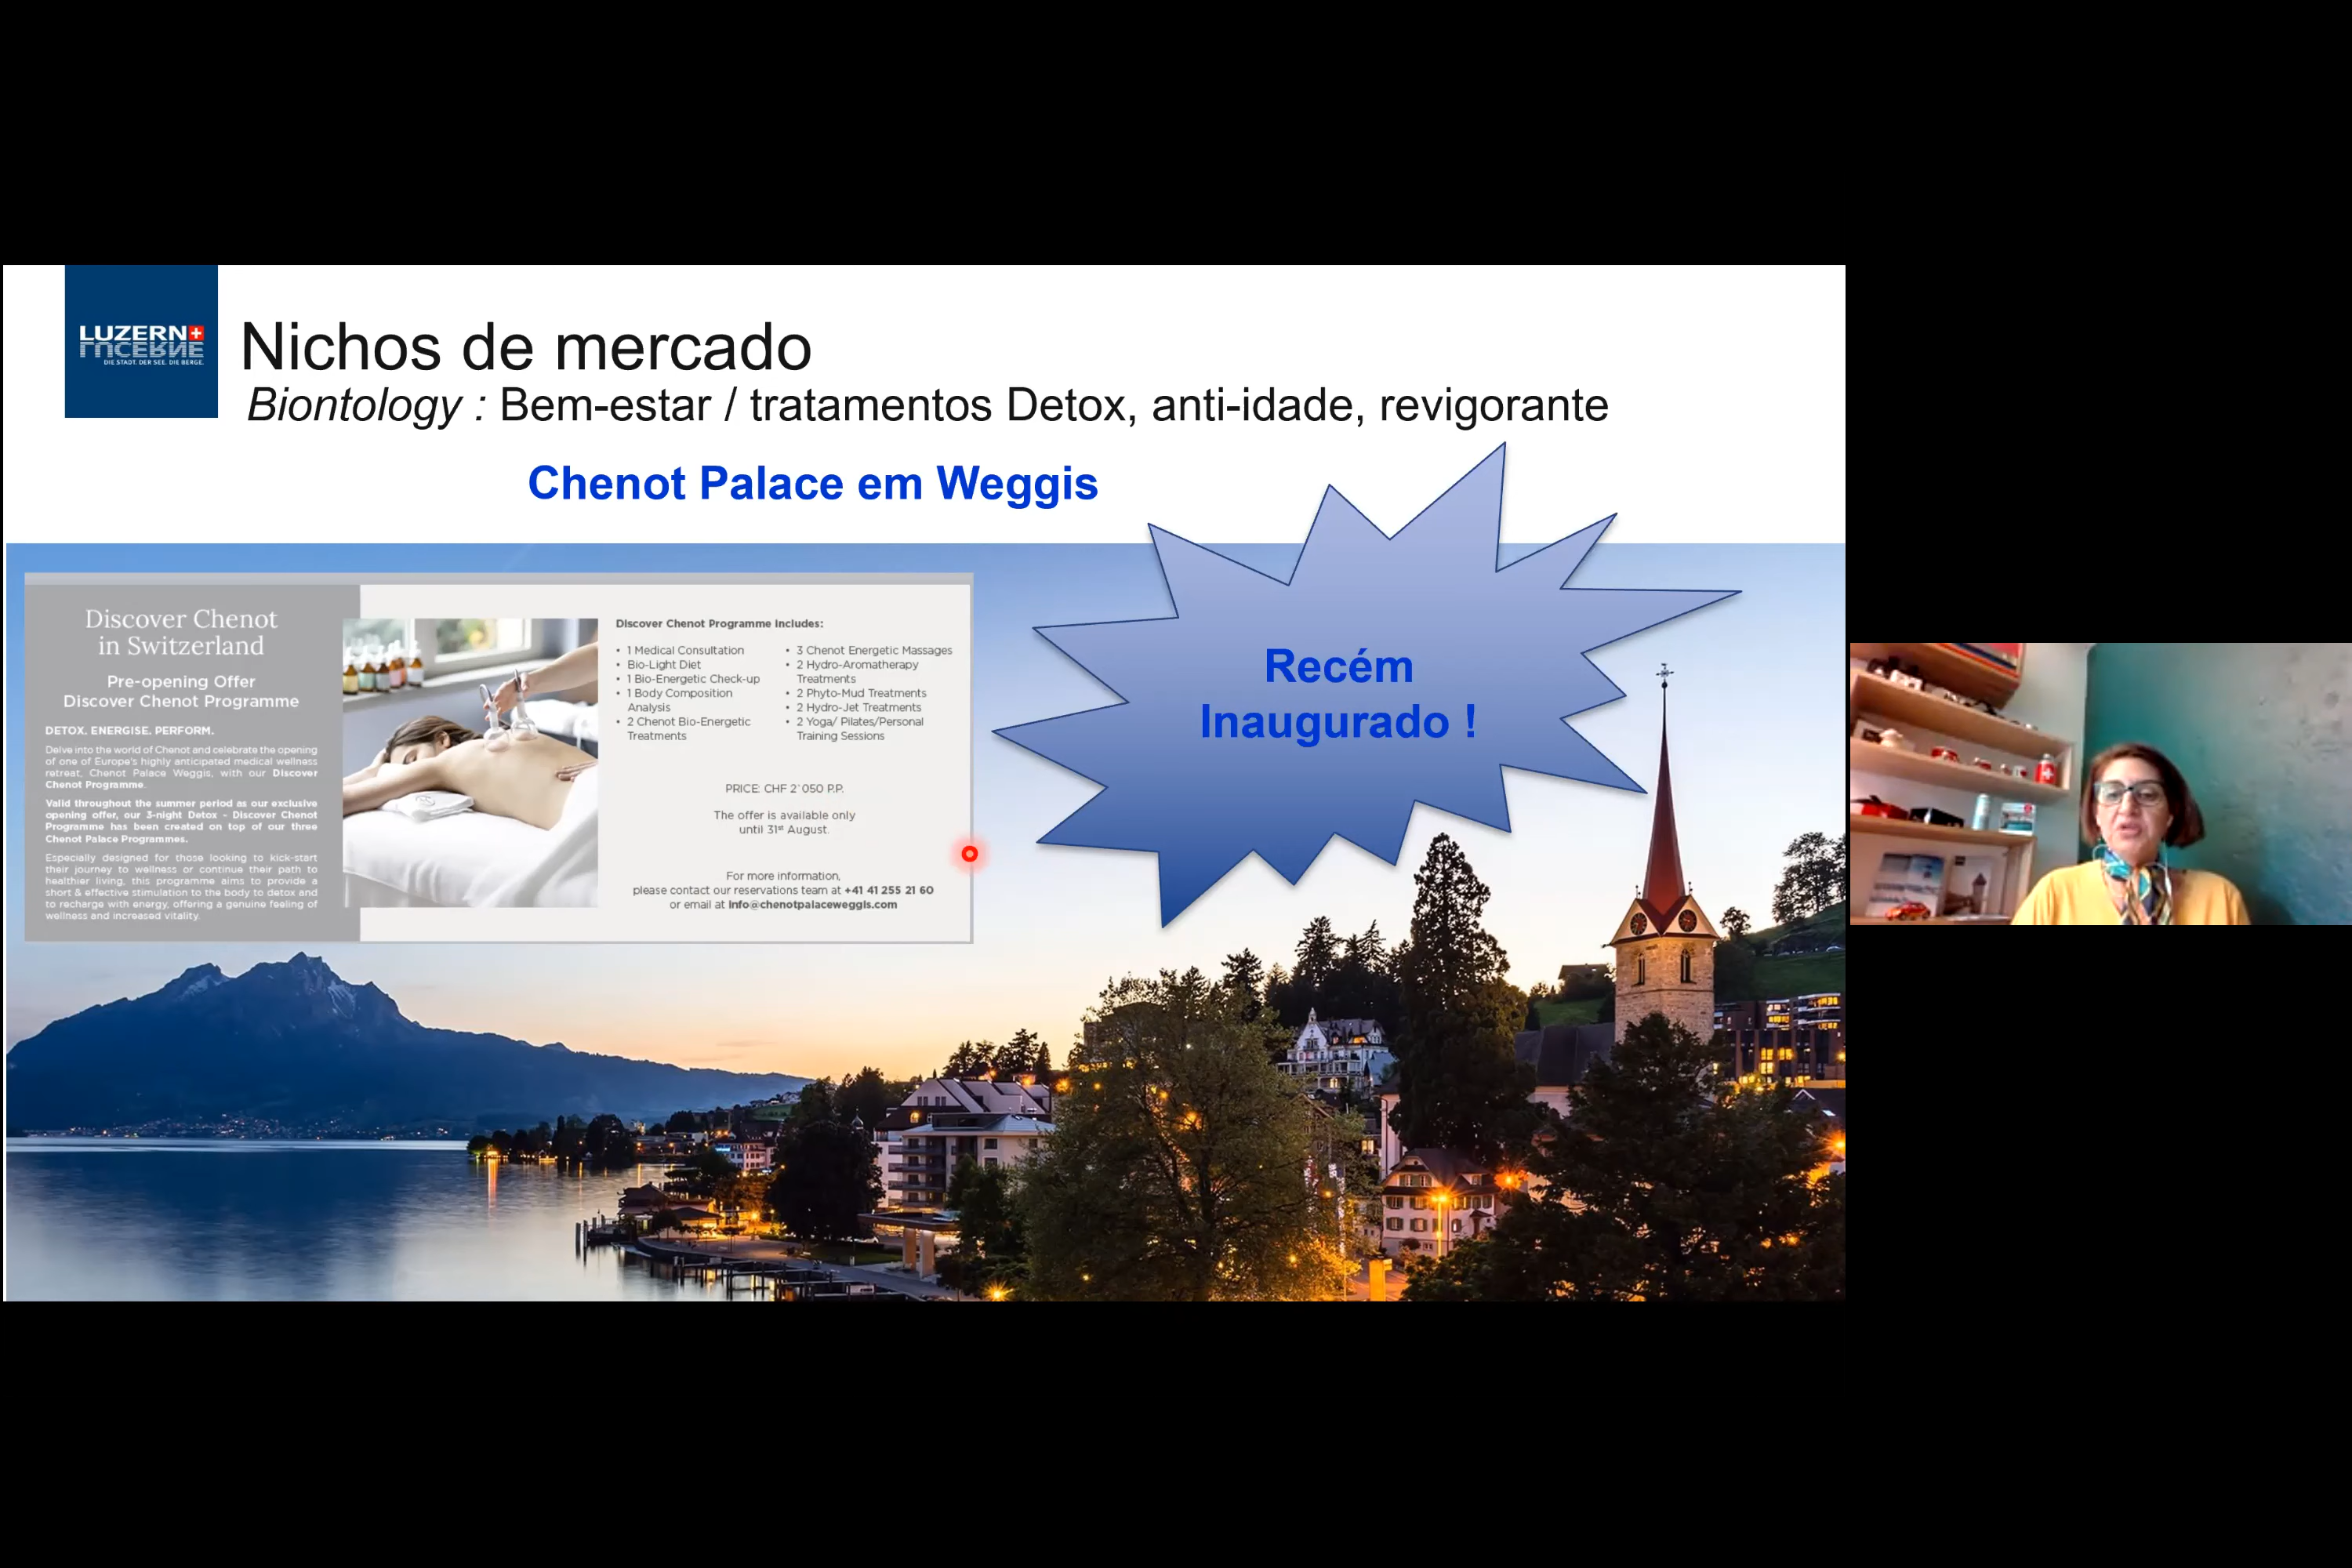 LUZERN+
LUCERNE
DIE STADT. DER SEE. DIE BERGE.
Nichos de mercado
Biontology : Bem-estar / tratamentos Detox, anti-idade, revigorante
Chenot Palace em Weggis
Discover Chenot
in Switzerland
Pre-opening Offer
Discover Chenot Programme
DETOX. ENERGISE. PERFORM.
Delve into the world of Chenot and celebrate the opening
of one of Europe's highly anticipated medical wellness
retreat, Chenot Palace Weggis, with our Discover
Chenot Programme.
Valid throughout the summer period as our exclusive
opening offer, our 3-night Detox - Discover Chenot
Programme has been created on top of our three
Chenot Palace Programmes.
Especially designed for those looking to kick-start
their journey to wellness or continue their path to
healthier living, this programme aims to provide a
short & effective stimulation to the body to detox and
to recharge with energy, offering a genuine feeling of
wellness and increased vitality.
Discover Chenot Programme Includes:
• 1 Medical Consultation
• Bio-Light Diet
• 1 Bio-Energetic Check-up
• 1 Body Composition
Analysis
• 2 Chenot Bio-Energetic
Treatments
• 3 Chenot Energetic Massages
• 2 Hydro-Aromatherapy
Treatments
• 2 Phyto-Mud Treatments
• 2 Hydro-Jet Treatments
• 2 Yoga/ Pilates/Personal
Training Sessions
PRICE: CHF 2'050 P.P.
The offer is available only
until 31st August.
For more information,
please contact our reservations team at +41 41 255 21 60
or email at info@chenotpalaceweggis.com
Recém
Inaugurado !